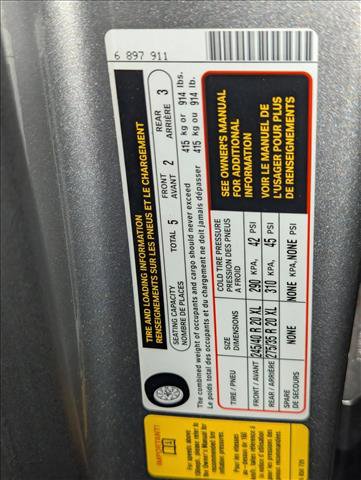 6 897 911
TIRE AND LOADING INFORMATION
RENSEIGNEMENTS SUR LES PNEUS ET LE CHARGEMENT
SEATING CAPACITY
NOMBRE DE PLACES
TOTAL 5
FRONT
AVANT 2
REAR
ARRIÈRE 3
The combined weight of occupants and cargo should never exceed 415 kg or 914 lbs.
Le poids total des occupants et du chargement ne doit jamais dépasser 415 kg ou 914 lb.
SIZE
DIMENSIONS
COLD TIRE PRESSURE
PRESSION DES PNEUS
À FROID
TIRE / PNEU
FRONT / AVANT 245/40 R 20 XL 290 KPA, 42 PSI
REAR / ARRIÈRE 275/35 R 20 XL 310 KPA, 45 PSI
SPARE
DE SECOURS
NONE NONE KPA, NONE PSI
SEE OWNER'S MANUAL
FOR ADDITIONAL
INFORMATION
VOIR LE MANUEL DE
L'USAGER POUR PLUS
DE RENSEIGNEMENTS
IMPORTANT!
For speeds above